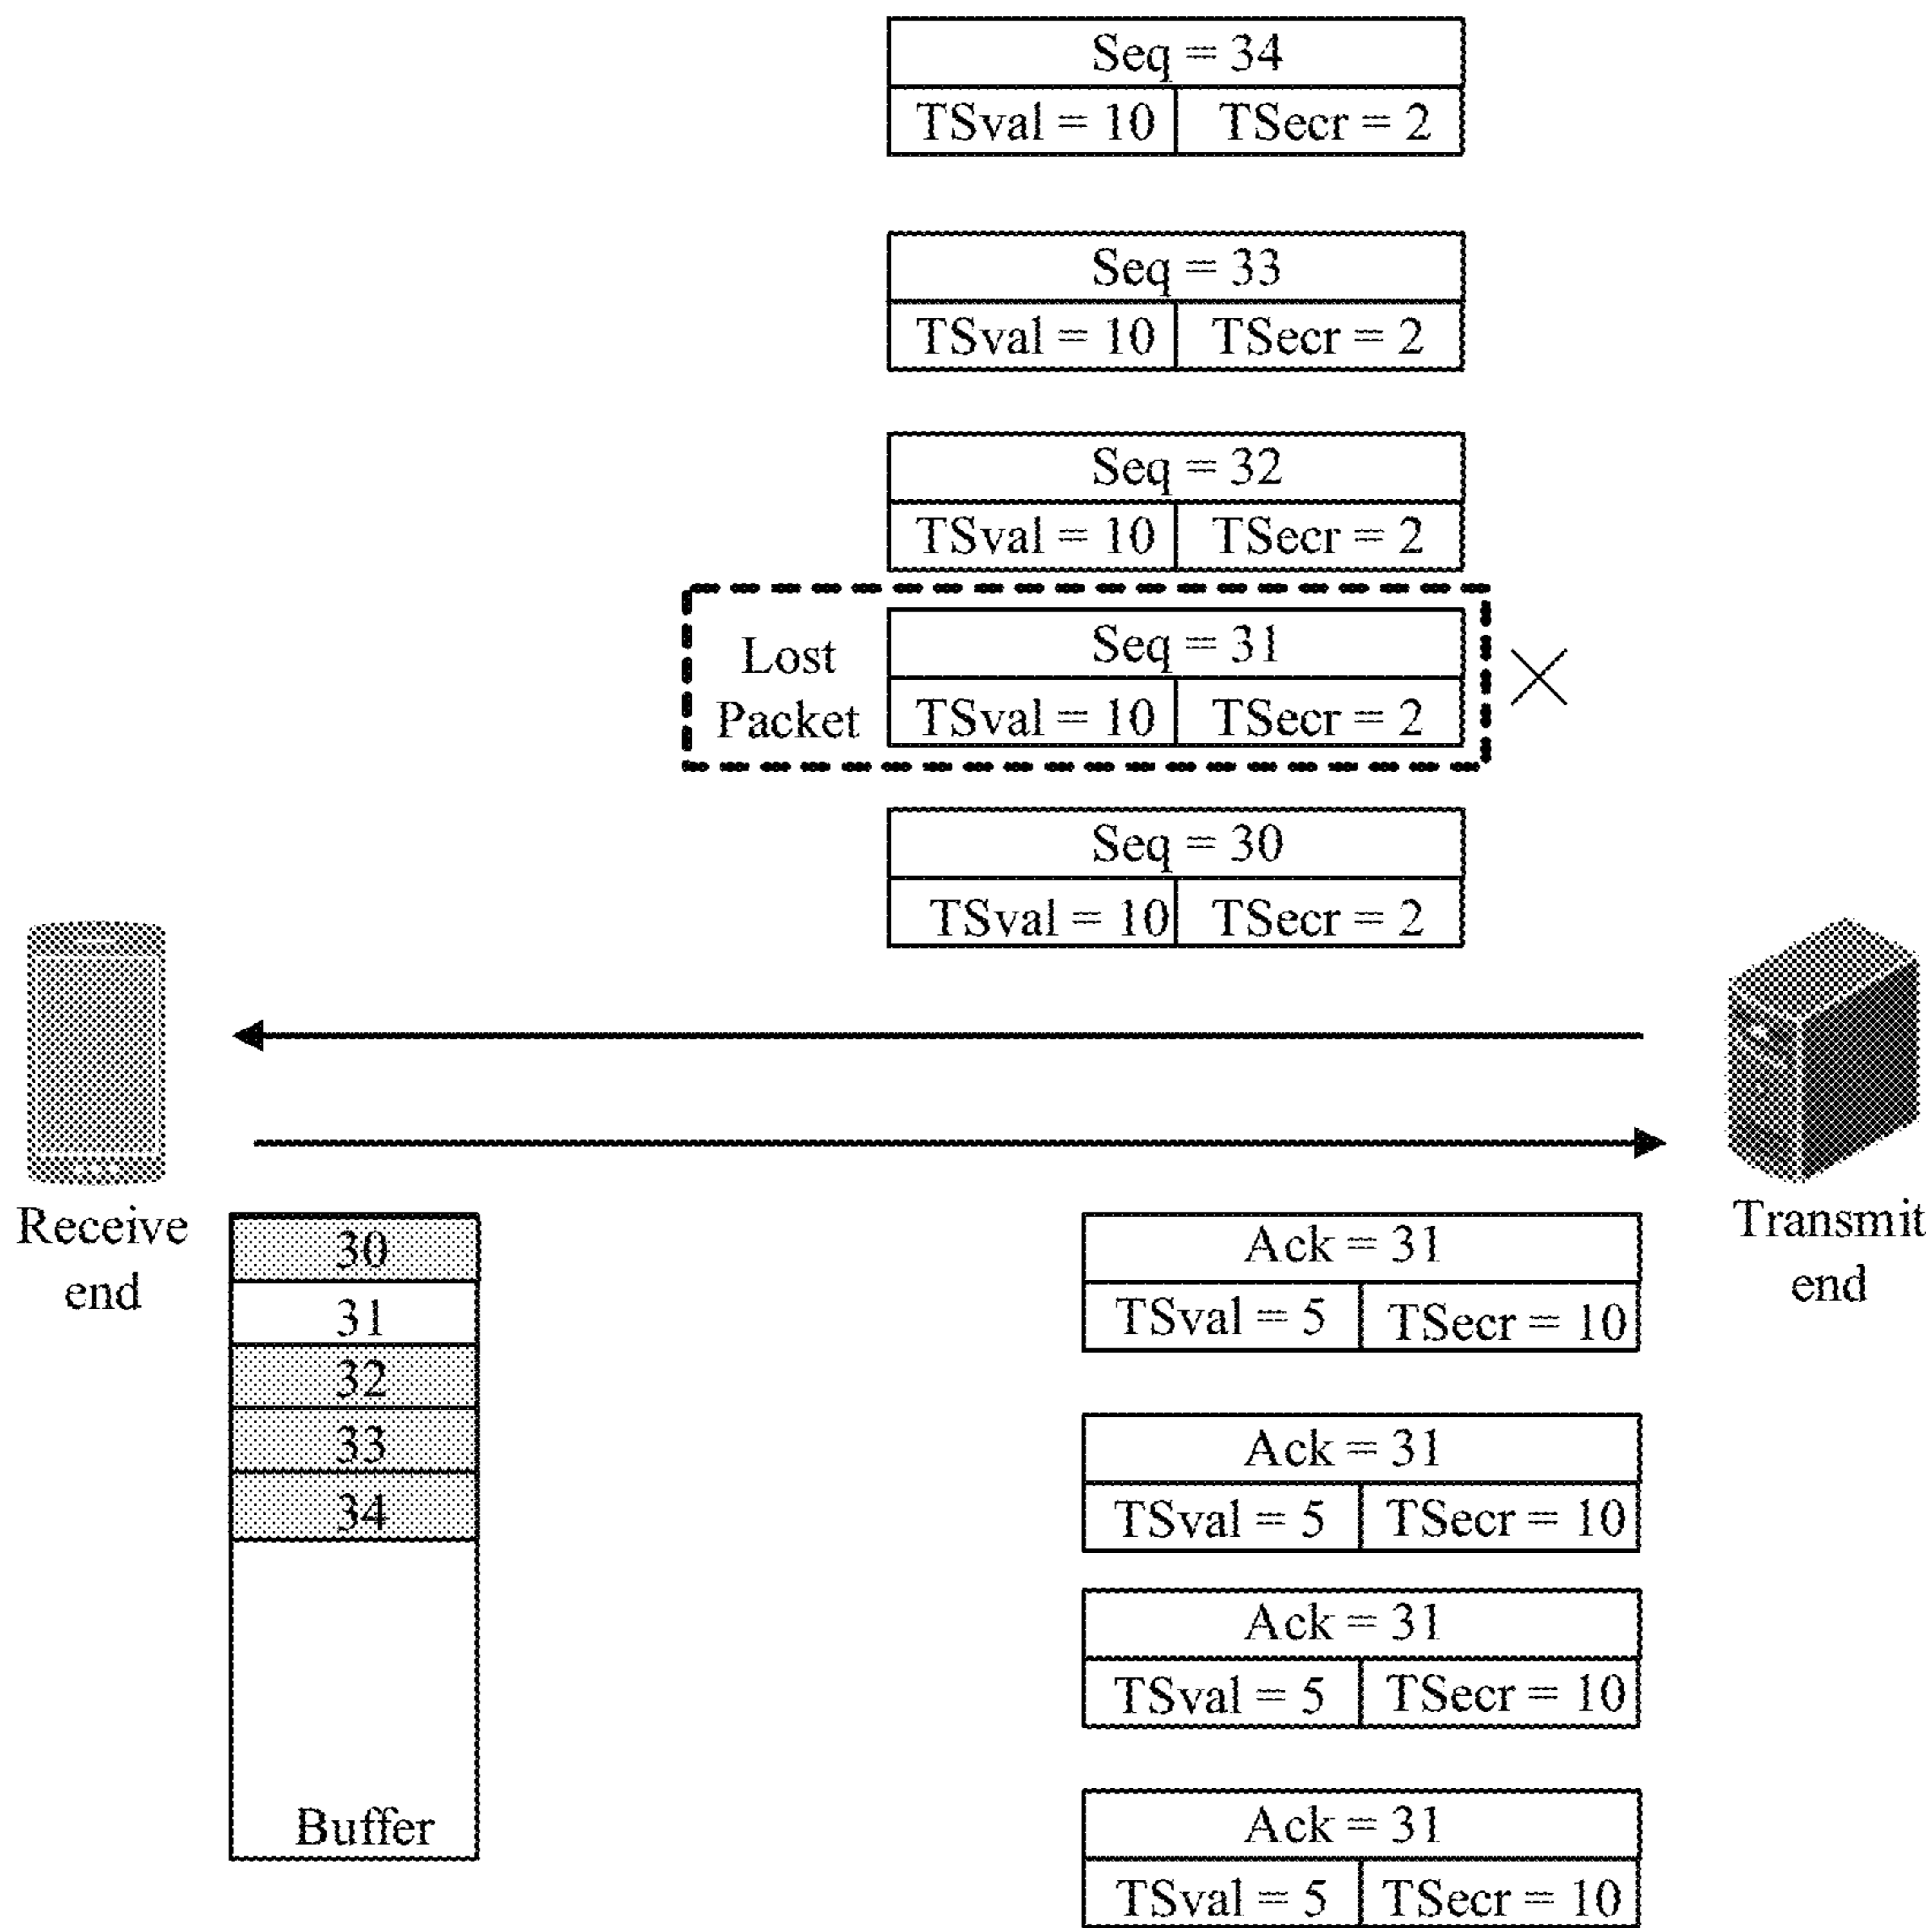 Seq = 34
TSval = 10 TSecr = 2
Seq = 33
TSval = 10 TSecr = 2
Seq = 32
TSval = 10 TSecr = 2
Lost
Packet
Seq = 31
TSval = 10 TSecr = 2
Seq = 30
TSval = 10 TSecr = 2
Receive
end
Transmit
end
30
31
32
33
34
Buffer
Ack = 31
TSval = 5 TSecr = 10
Ack = 31
TSval = 5 TSecr = 10
Ack = 31
TSval = 5 TSecr = 10
Ack = 31
TSval = 5 TSecr = 10